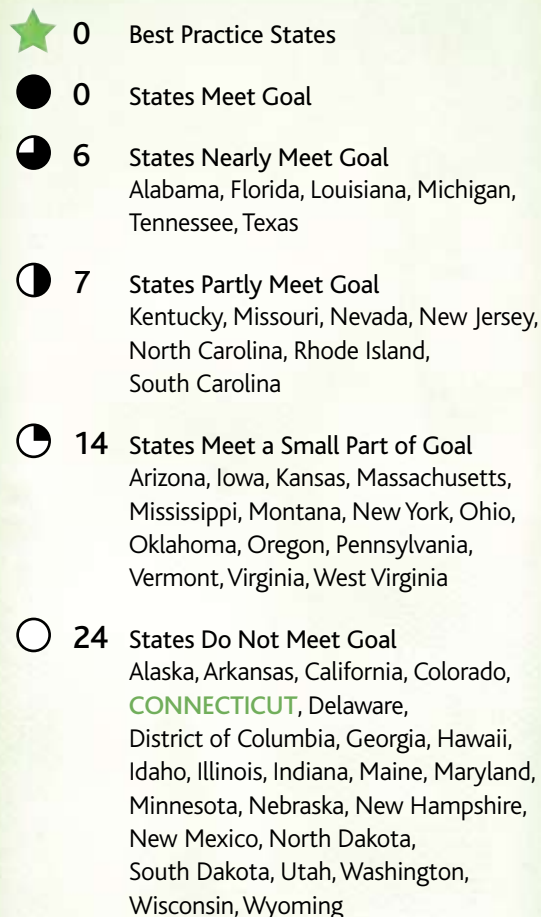 0 Best Practice States
0 States Meet Goal
6 States Nearly Meet Goal
Alabama, Florida, Louisiana, Michigan,
Tennessee, Texas
7 States Partly Meet Goal
Kentucky, Missouri, Nevada, New Jersey,
North Carolina, Rhode Island,
South Carolina
14 States Meet a Small Part of Goal
Arizona, Iowa, Kansas, Massachusetts,
Mississippi, Montana, New York, Ohio,
Oklahoma, Oregon, Pennsylvania,
Vermont, Virginia, West Virginia
24 States Do Not Meet Goal
Alaska, Arkansas, California, Colorado,
CONNECTICUT, Delaware,
District of Columbia, Georgia, Hawaii,
Idaho, Illinois, Indiana, Maine, Maryland,
Minnesota, Nebraska, New Hampshire,
New Mexico, North Dakota,
South Dakota, Utah, Washington,
Wisconsin, Wyoming